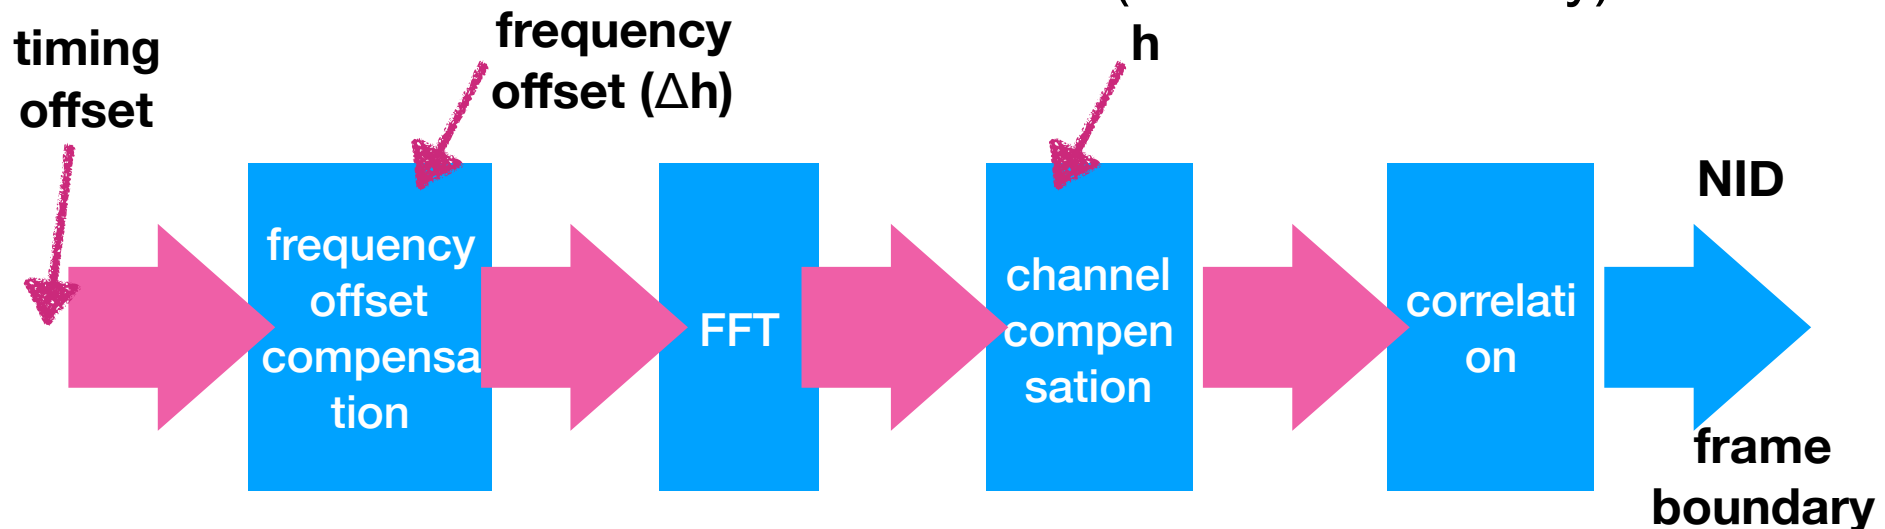 timing
offset
frequency
offset (Δh)
h
frequency
offset
compensa
tion
FFT
channel
compen
sation
correlati
on
NID
frame
boundary